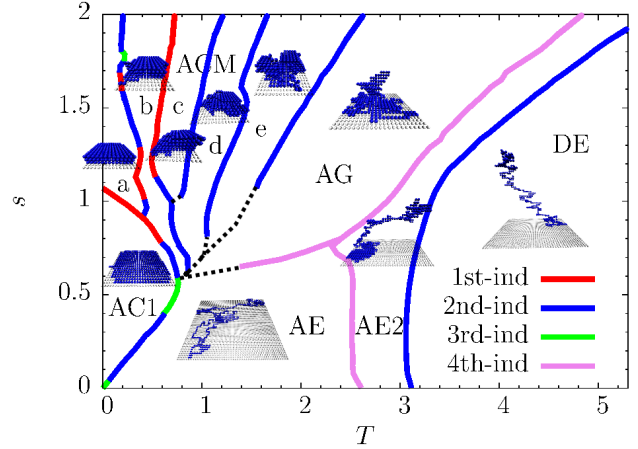 2
ACM
b
c
1.5
d
e
DE
a
AG
s
1
1st-ind
0.5
AC1
2nd-ind
AE
AE2
3rd-ind
4th-ind
0
0
1
2
3
4
5
T